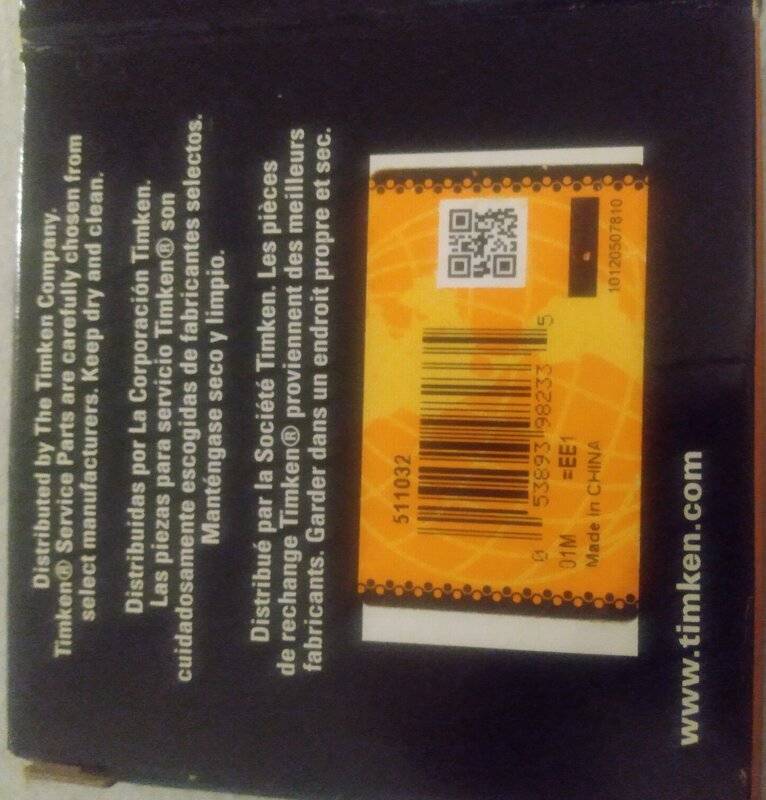 Distributed by The Timken Company.
Timken® Service Parts are carefully chosen from
select manufacturers. Keep dry and clean.
Distribuidas por La Corporación Timken.
Las piezas para servicio Timken® son
cuidadosamente escogidas de fabricantes selectos.
Manténgase seco y limpio.
Distribué par la Société Timken. Les pièces
de rechange Timken® proviennent des meilleurs
fabricants. Garder dans un endroit propre et sec.
511032
0 53893 98233 5
01M =EE1
Made in CHINA
10120507810
www.timken.com